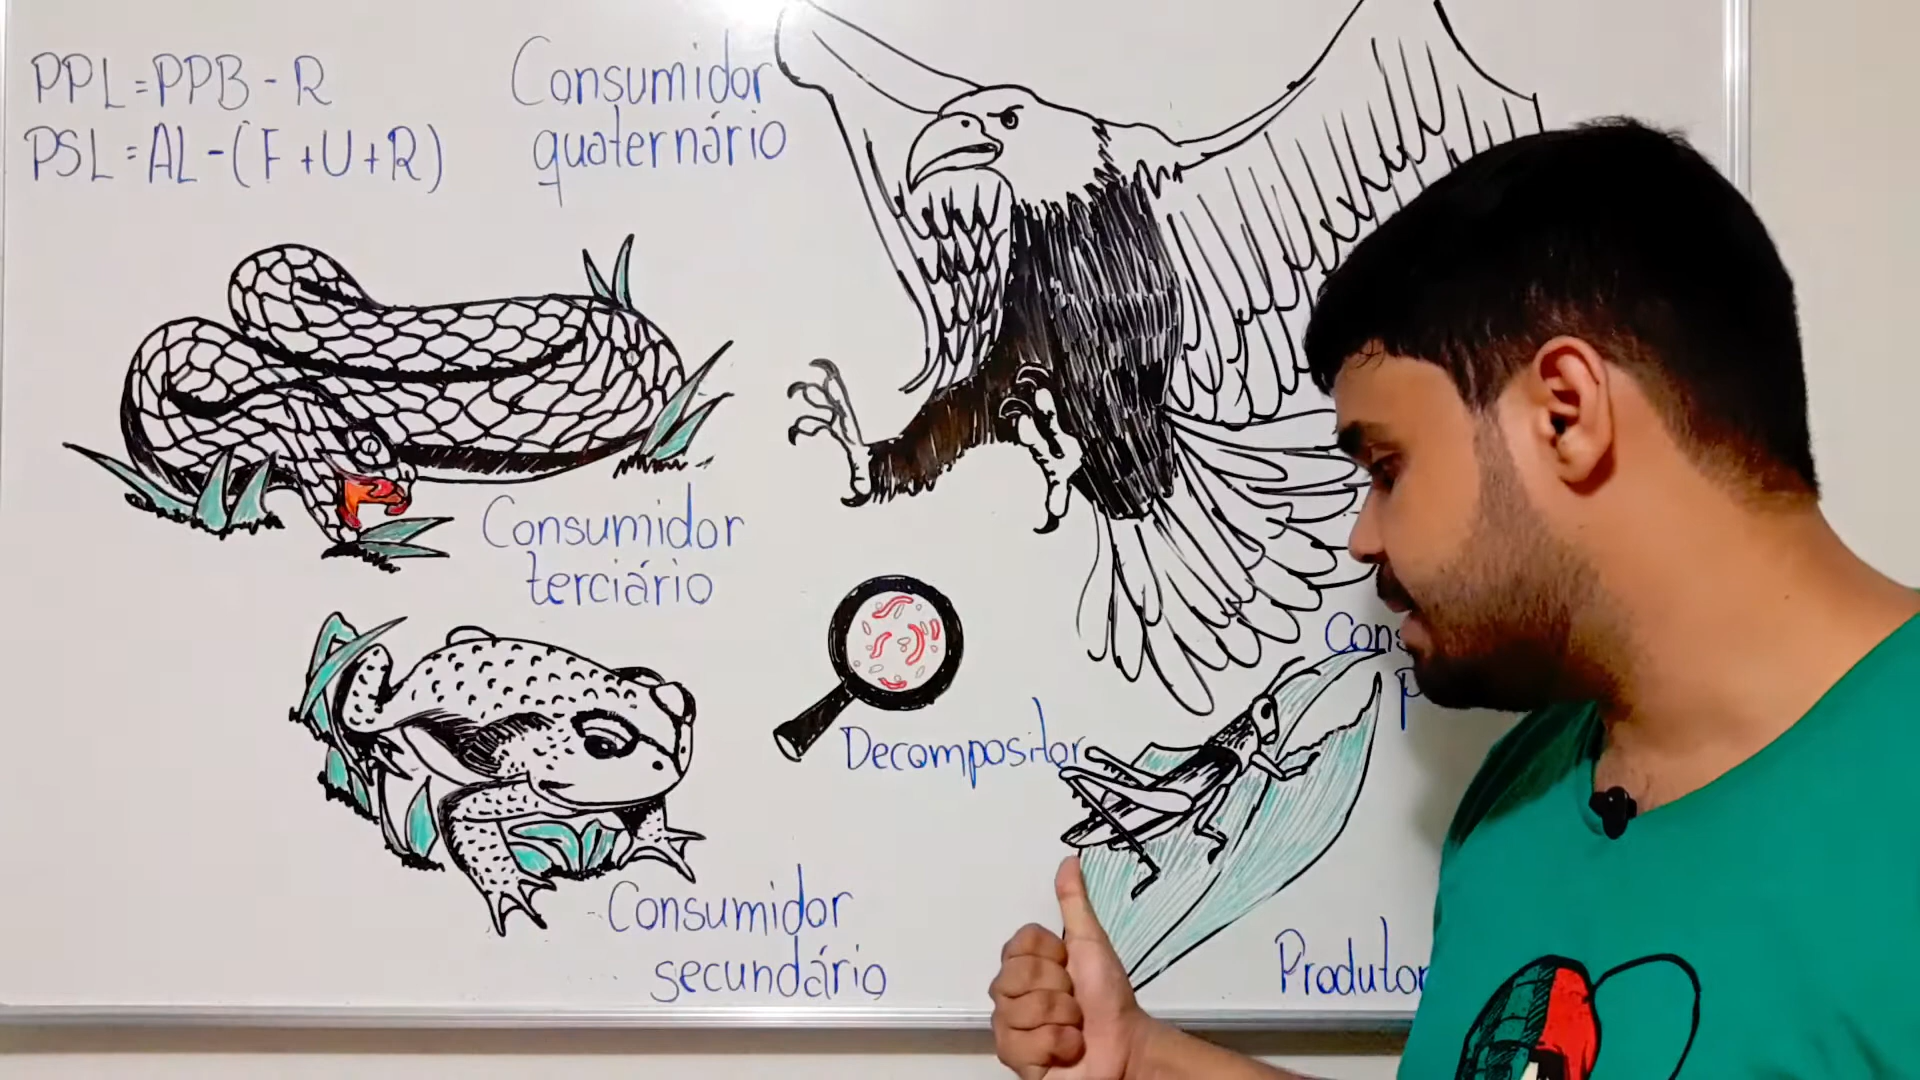 PPL=PPB-R
PSL=AL-(F+U+R)
Consumidor
quaternário
Consumidor
terciário
Decompositor
Consumidor
secundário
Produtor